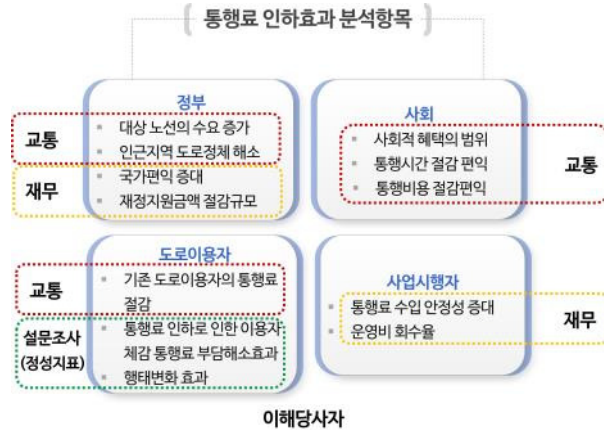 통행료 인하효과 분석항목
정부
교통
▪ 대상 노선의 수요 증가
▪ 인근지역 도로정체 해소
재무
▪ 국가편익 증대
▪ 재정지원금액 절감규모
사회
▪ 사회적 혜택의 범위
▪ 통행시간 절감 편익
▪ 통행비용 절감편익
교통
도로이용자
교통
▪ 기존 도로이용자의 통행료
절감
설문조사
(정성지표)
▪ 통행료 인하로 인한 이용자
체감 통행료 부담해소효과
▪ 행태변화 효과
사업시행자
▪ 통행료 수입 안정성 증대
▪ 운영비 회수율
재무
이해당사자